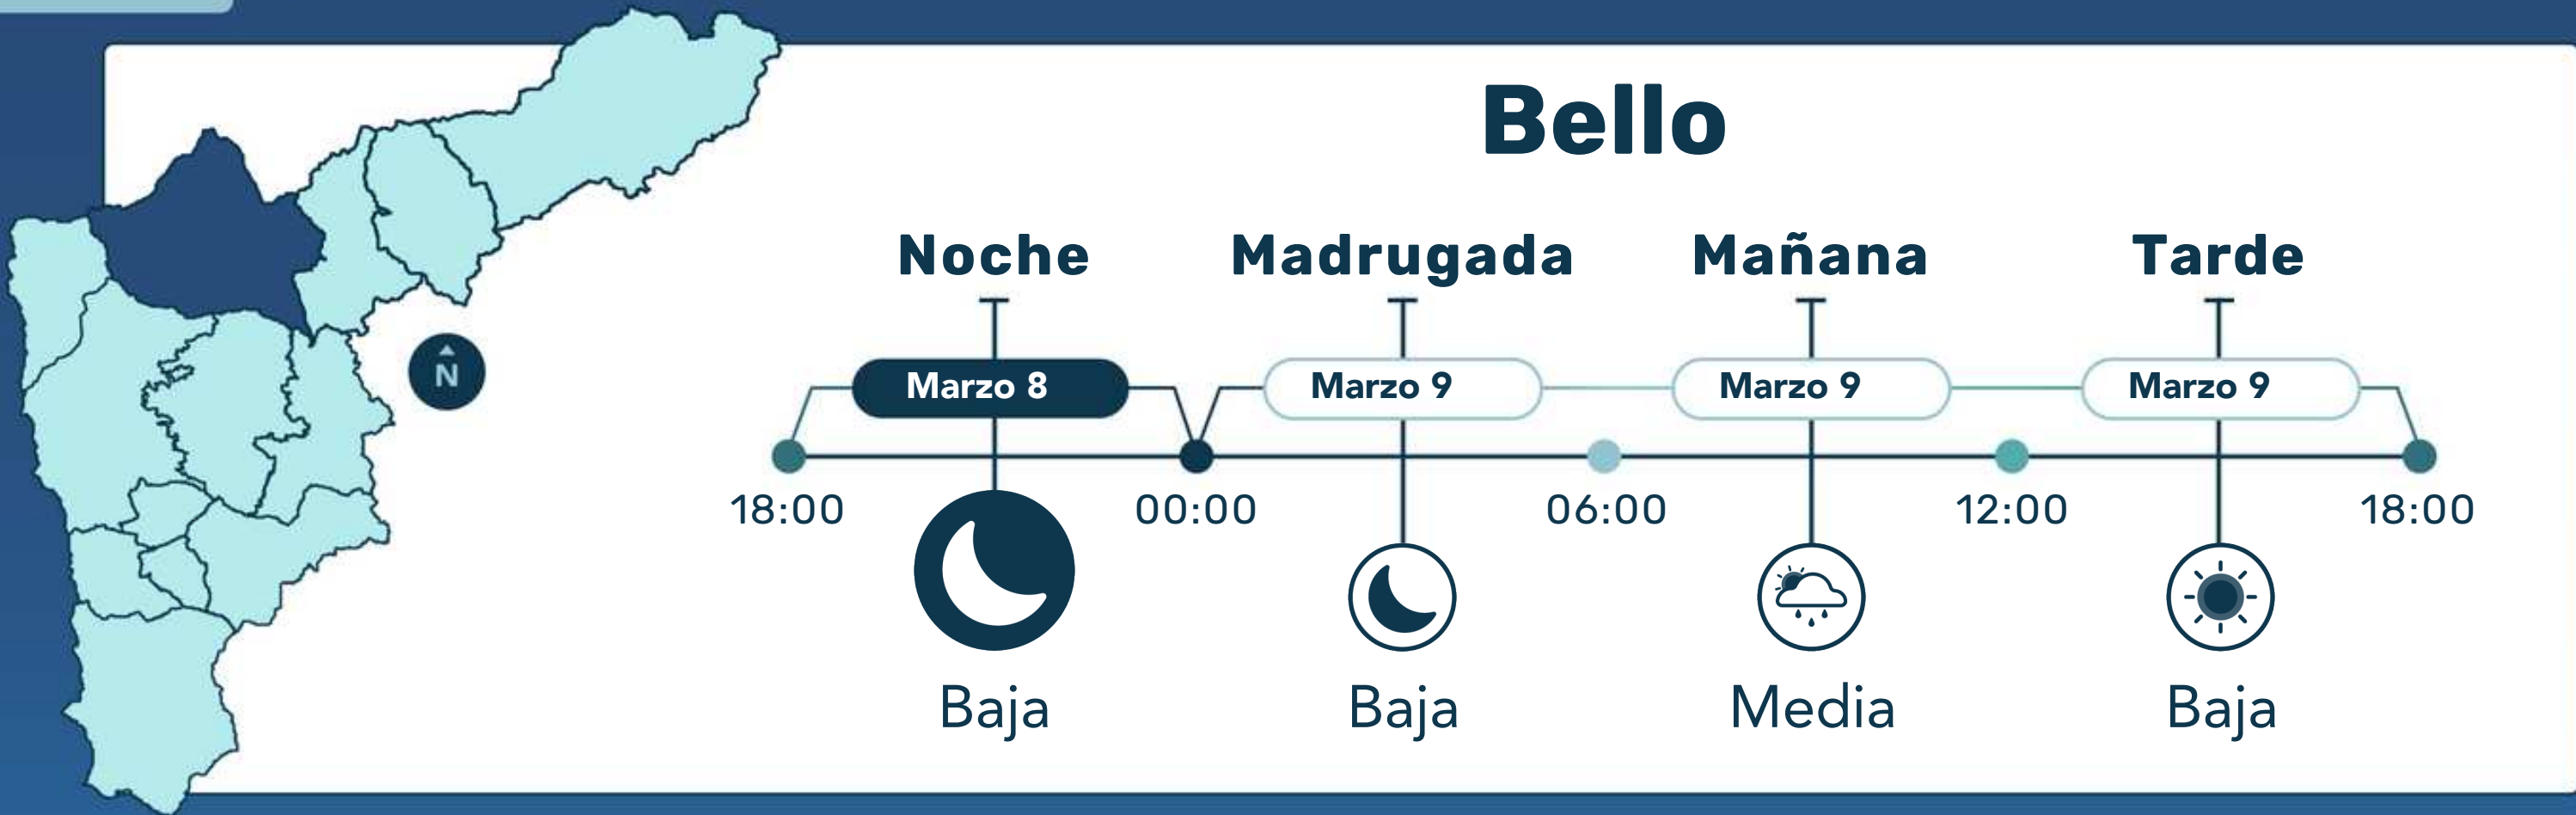 Bello
Noche Madrugada Mañana Tarde
Marzo 8 Marzo 9 Marzo 9 Marzo 9
N
18:00 00:00 06:00 12:00 18:00
Baja Baja Media Baja